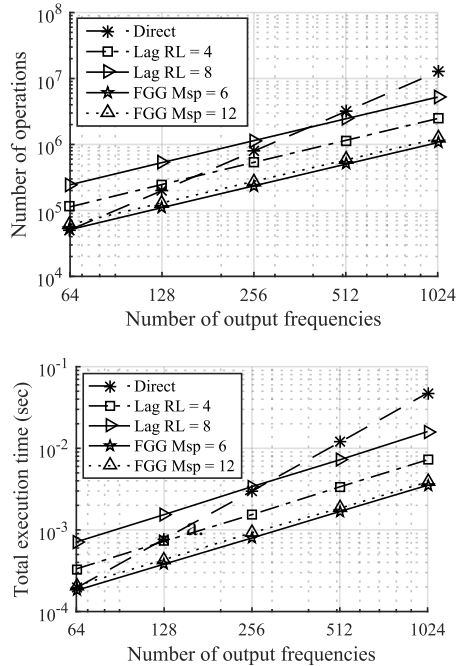 10^8
10^7
10^6
10^5
10^4
Number of operations
Direct
Lag RL = 4
Lag RL = 8
FGG Msp = 6
FGG Msp = 12
64 128 256 512 1024
Number of output frequencies
10^-1
10^-2
10^-3
10^-4
Total execution time (sec)
Direct
Lag RL = 4
Lag RL = 8
FGG Msp = 6
FGG Msp = 12
64 128 256 512 1024
Number of output frequencies